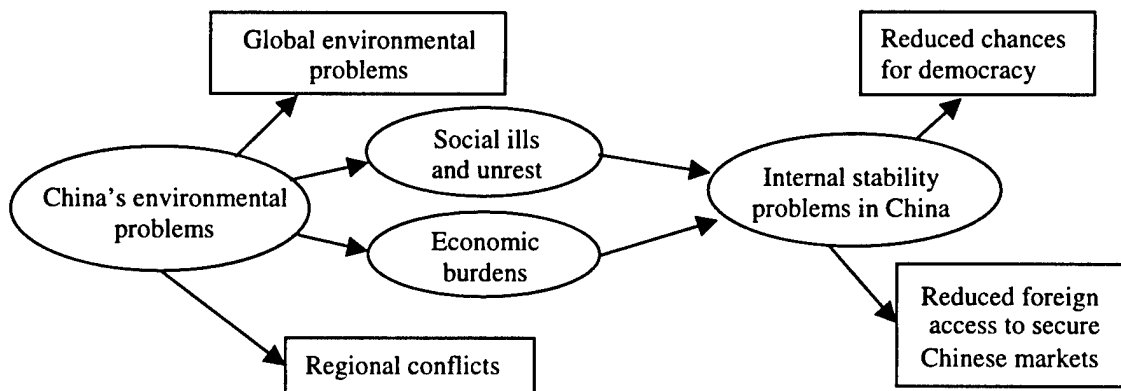 Global environmental
problems
Reduced chances
for democracy
Social ills
and unrest
China's environmental
problems
Internal stability
problems in China
Economic
burdens
Regional conflicts
Reduced foreign
access to secure
Chinese markets